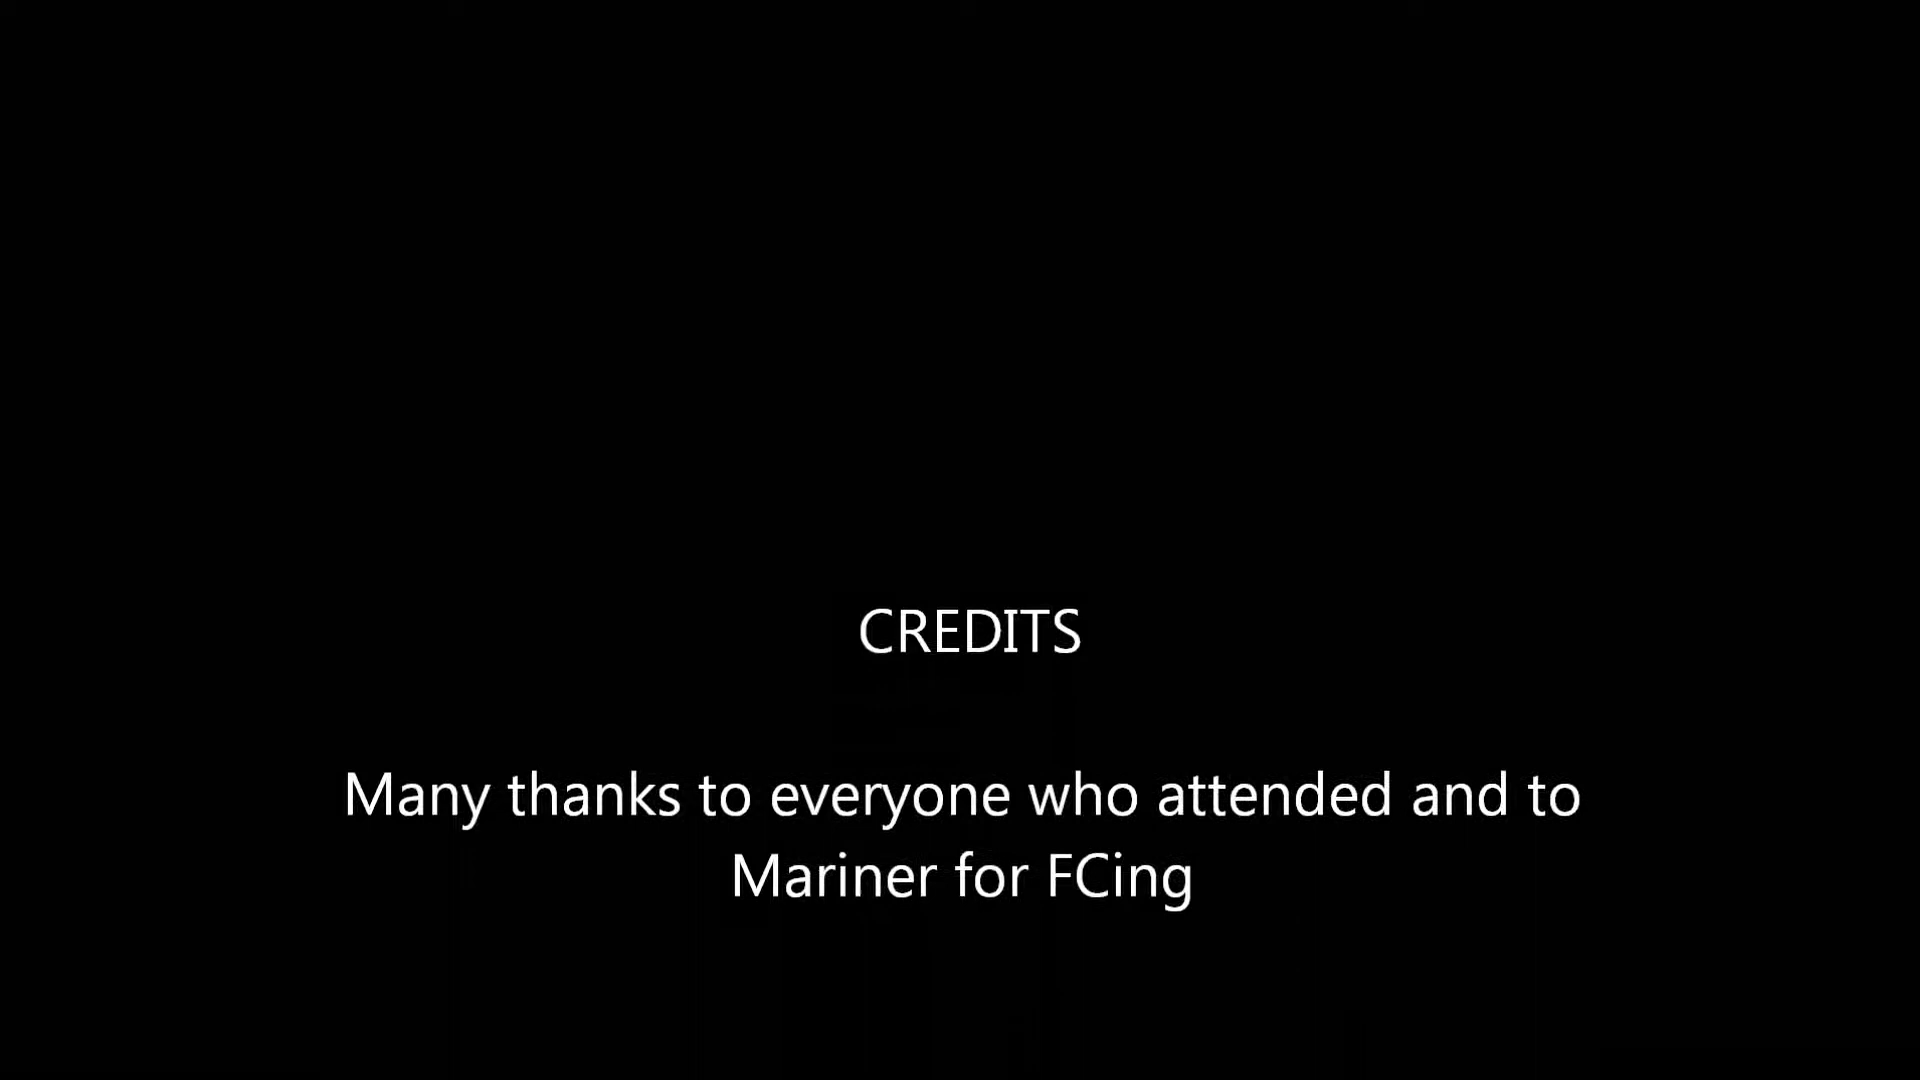 CREDITS
Many thanks to everyone who attended and to
Mariner for FCing